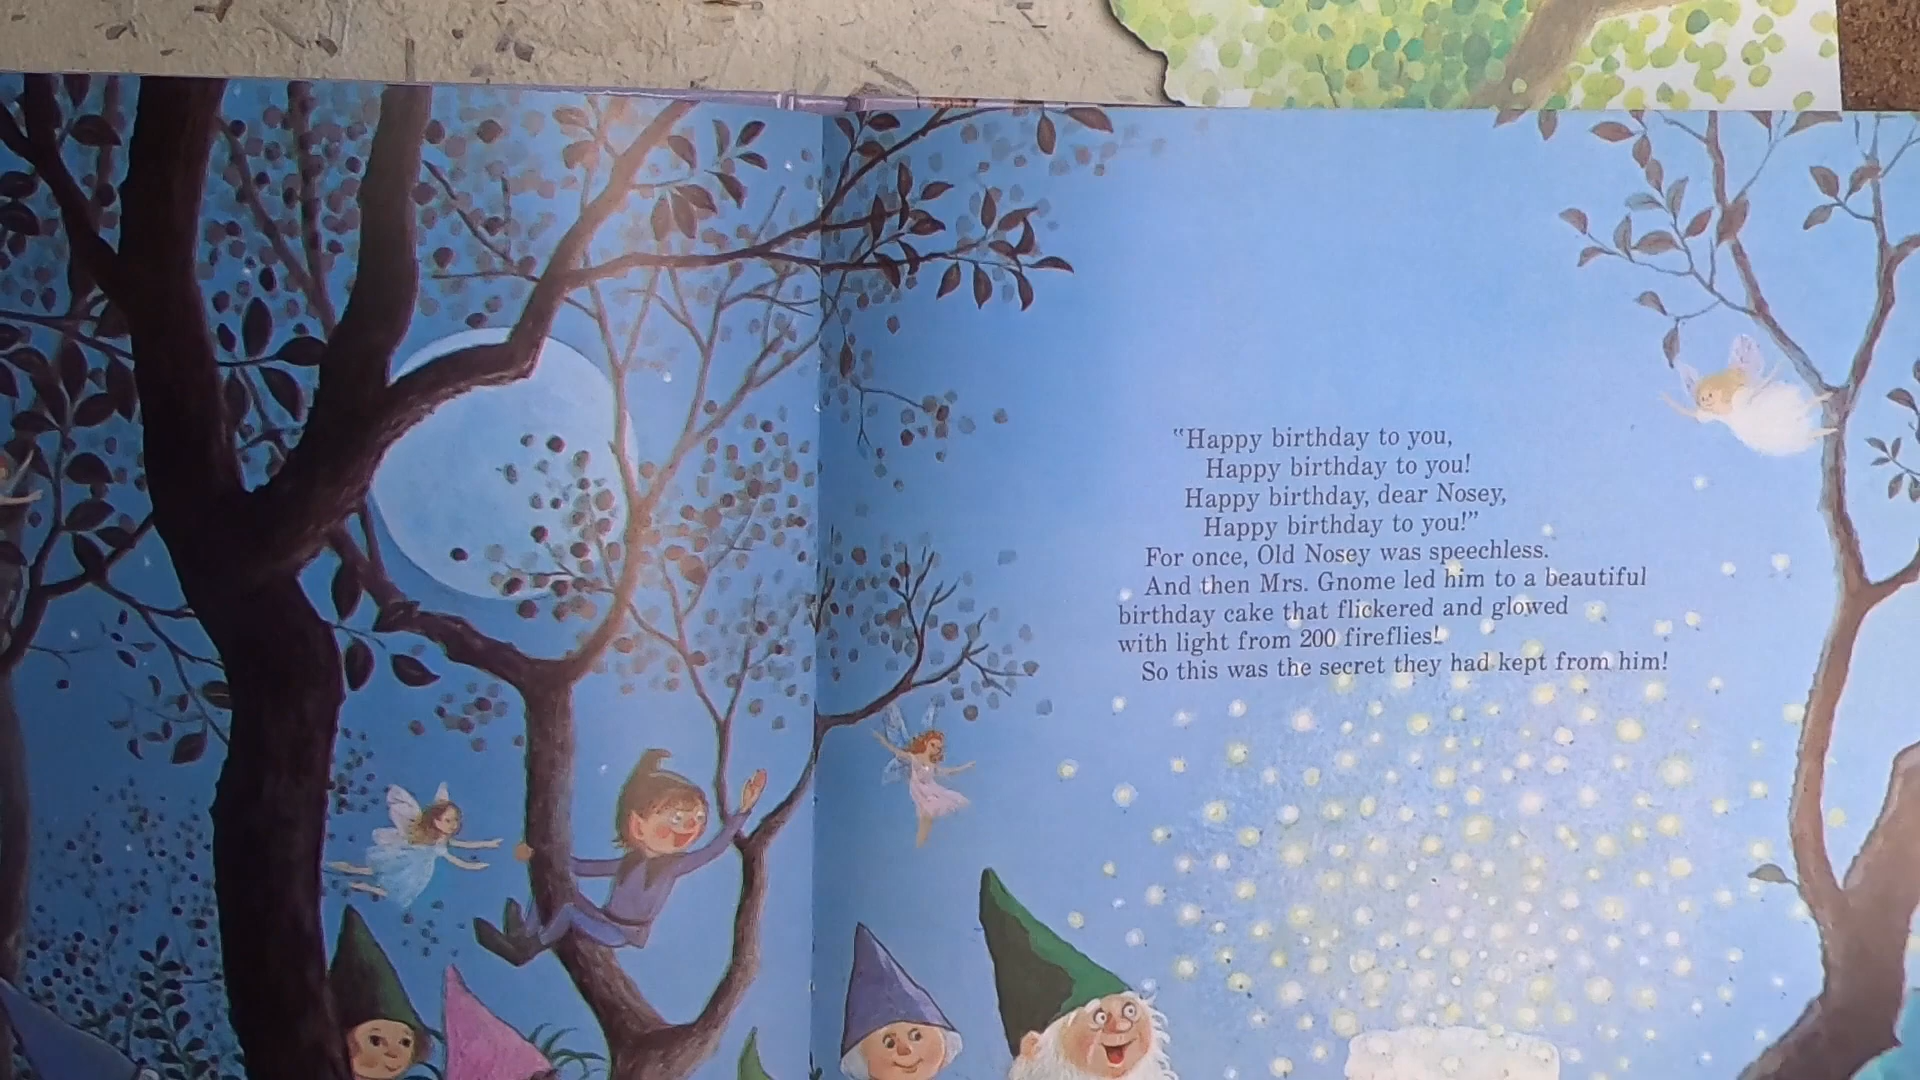 “Happy birthday to you,
Happy birthday to you!
Happy birthday, dear Nosey,
Happy birthday to you!”
For once, Old Nosey was speechless.
And then Mrs. Gnome led him to a beautiful
birthday cake that flickered and glowed
with light from 200 fireflies!
So this was the secret they had kept from him!